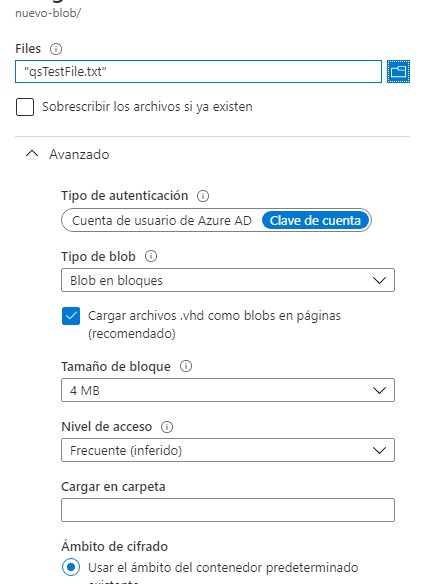 nuevo-blob/
Files
"qsTestFile.txt"
Sobrescribir los archivos si ya existen
Avanzado
Tipo de autenticación
Cuenta de usuario de Azure AD Clave de cuenta
Tipo de blob
Blob en bloques
Cargar archivos .vhd como blobs en páginas
(recomendado)
Tamaño de bloque
4 MB
Nivel de acceso
Frecuente (inferido)
Cargar en carpeta
Ámbito de cifrado
Usar el ámbito del contenedor predeterminado